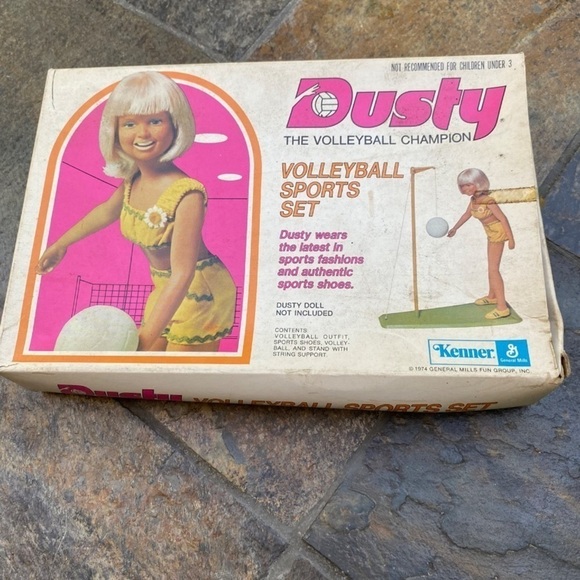 NOT RECOMMENDED FOR CHILDREN UNDER 3
Dusty
THE VOLLEYBALL CHAMPION
VOLLEYBALL
SPORTS
SET
Dusty wears
the latest in
sports fashions
and authentic
sports shoes.
DUSTY DOLL
NOT INCLUDED
CONTENTS:
VOLLEYBALL OUTFIT,
SPORTS SHOES, VOLLEY-
BALL, AND STAND WITH
STRING SUPPORT.
Kenner
General Mills
© 1974 GENERAL MILLS FUN GROUP, INC.
Dusty VOLLEYBALL SPORTS SET